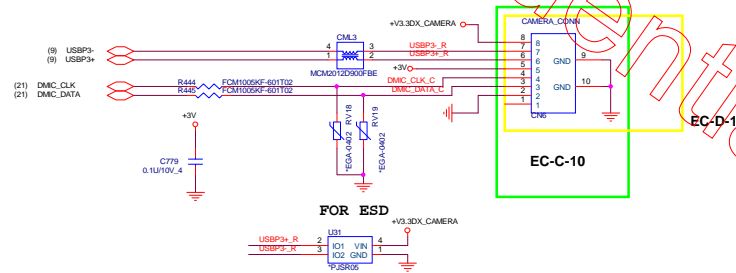 +V3.3DX_CAMERA
CAMERA_CONN
CML3
(9) USBP3- 4 3 USBP3-_R
(9) USBP3+ 1 2 USBP3+_R
MCM2012D900FBE
+3V
8 8
7 7
6 6
5 5
4 4
3 3
2 2
1 1
GND 9
GND 10
CN6
(21) DMIC_CLK R444 FCM1005KF-601T02 DMIC_CLK_C
(21) DMIC_DATA R445 FCM1005KF-601T02 DMIC_DATA_C
RV18
*EGA-0402
RV19
*EGA-0402
EC-D-1
EC-C-10
+3V
C779
0.1U/10V_4
FOR ESD
+V3.3DX_CAMERA
U31
USBP3+_R 2 IO1 VIN 4
USBP3-_R 3 IO2 GND 1
*PJSR05